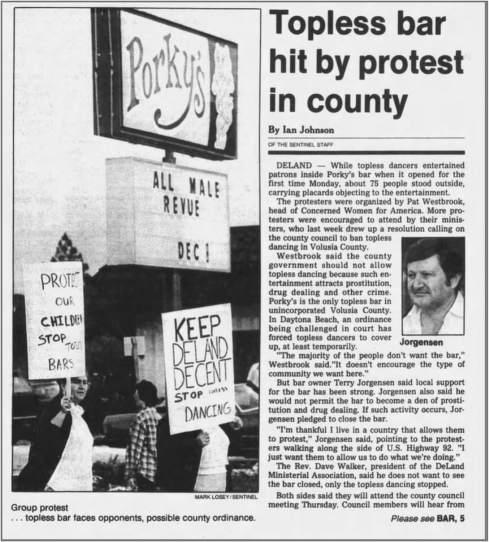 Porky's
ALL MALE
REVUE
DEC 8
PROTECT
OUR
CHILDREN
STOP
BARS
KEEP
DELAND
DECENT
STOP TOPLESS
DANCING
MARK LOSEY/SENTINEL
Group protest
. . . topless bar faces opponents, possible county ordinance.
Topless bar
hit by protest
in county
By Ian Johnson
OF THE SENTINEL STAFF
DELAND — While topless dancers entertained
patrons inside Porky's bar when it opened for the
first time Monday, about 75 people stood outside,
carrying placards objecting to the entertainment.
The protesters were organized by Pat Westbrook,
head of Concerned Women for America. More pro-
testers were encouraged to attend by their minis-
ters, who last week drew up a resolution calling on
the county council to ban topless
dancing in Volusia County.
Westbrook said the county
government should not allow
topless dancing because such en-
tertainment attracts prostitution,
drug dealing and other crime.
Porky's is the only topless bar in
unincorporated Volusia County.
In Daytona Beach, an ordinance
being challenged in court has
forced topless dancers to cover
up, at least temporarily.
Jorgensen
"The majority of the people don't want the bar,"
Westbrook said."It doesn't encourage the type of
community we want here."
But bar owner Terry Jorgensen said local support
for the bar has been strong. Jorgensen also said he
would not permit the bar to become a den of prosti-
tution and drug dealing. If such activity occurs, Jor-
gensen pledged to close the bar.
"I'm thankful I live in a country that allows them
to protest," Jorgensen said, pointing to the protest-
ers walking along the side of U.S. Highway 92. "I
just want them to allow us to do what we're doing."
The Rev. Dave Walker, president of the DeLand
Ministerial Association, said he does not want to see
the bar closed, only the topless dancing stopped.
Both sides said they will attend the county council
meeting Thursday. Council members will hear from
Please see BAR, 5